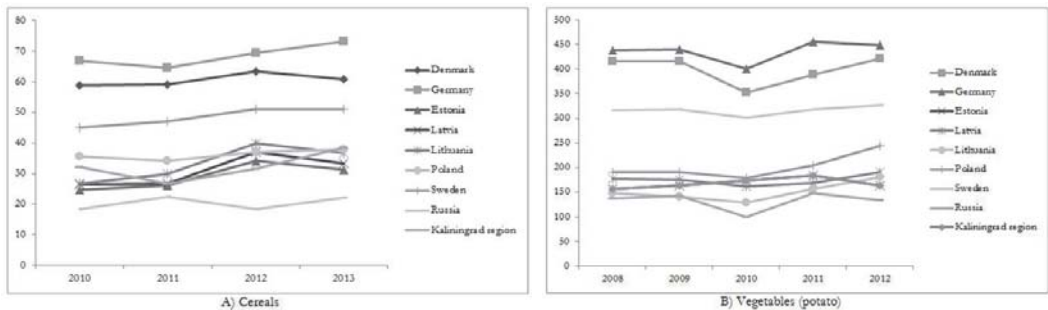 80
70
60
50
40
30
20
10
0
2010 2011 2012 2013
Denmark
Germany
Estonia
Latvia
Lithuania
Poland
Sweden
Russia
Kaliningrad region
A) Cereals
500
450
400
350
300
250
200
150
100
50
0
2008 2009 2010 2011 2012
Denmark
Germany
Estonia
Latvia
Lithuania
Poland
Sweden
Russia
Kaliningrad region
B) Vegetables (potato)